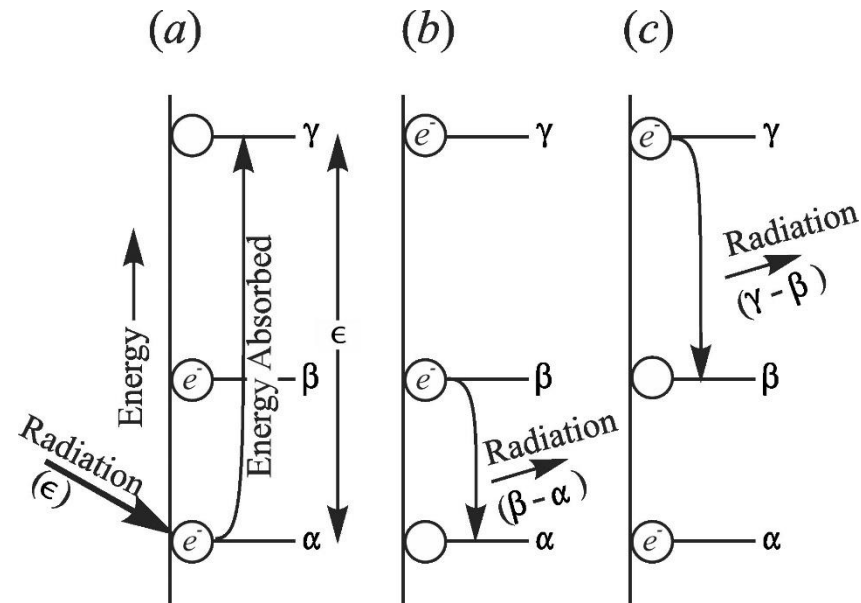 (a)
(b)
(c)
γ
Energy
Energy Absorbed
ϵ
e⁻
β
Radiation
(ϵ)
e⁻
α
e⁻
γ
e⁻
β
Radiation
(β - α)
α
e⁻
γ
Radiation
(γ - β)
β
e⁻
α